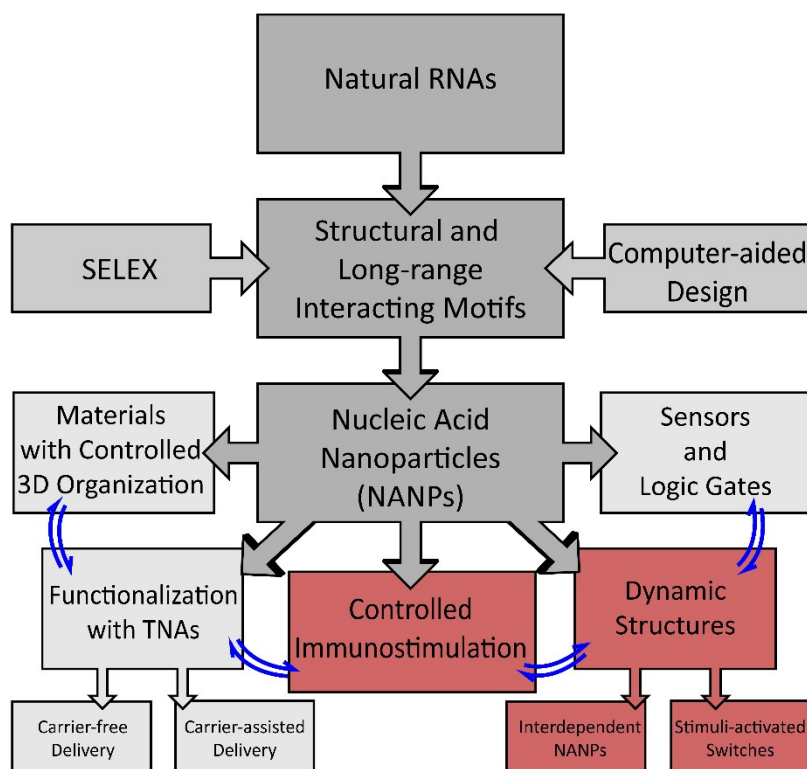 Natural RNAs
SELEX
Structural and
Long-range
Interacting Motifs
Computer-aided
Design
Materials
with Controlled
3D Organization
Nucleic Acid
Nanoparticles
(NANPs)
Sensors
and
Logic Gates
Functionalization
with TNAs
Controlled
Immunostimulation
Dynamic
Structures
Carrier-free
Delivery
Carrier-assisted
Delivery
Interdependent
NANPs
Stimuli-activated
Switches